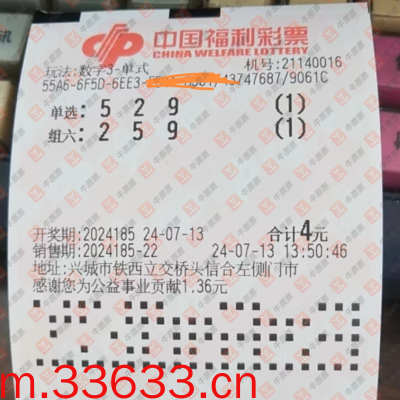 中国福利彩票
CHINA WELFARE LOTTERY
玩法:数字3-单式 机号:21140016
55A6-6F5D-6EE3- /43747687/9061C
单选: 5 2 9 (1)
组六: 2 5 9 (1)
开奖期:2024185 24-07-13 合计4元
销售期:2024185-22 24-07-13 13:50:46
地址:兴城市铁西立交桥头信合左侧门市
感谢您为公益事业贡献1.36元
m.33633.cn